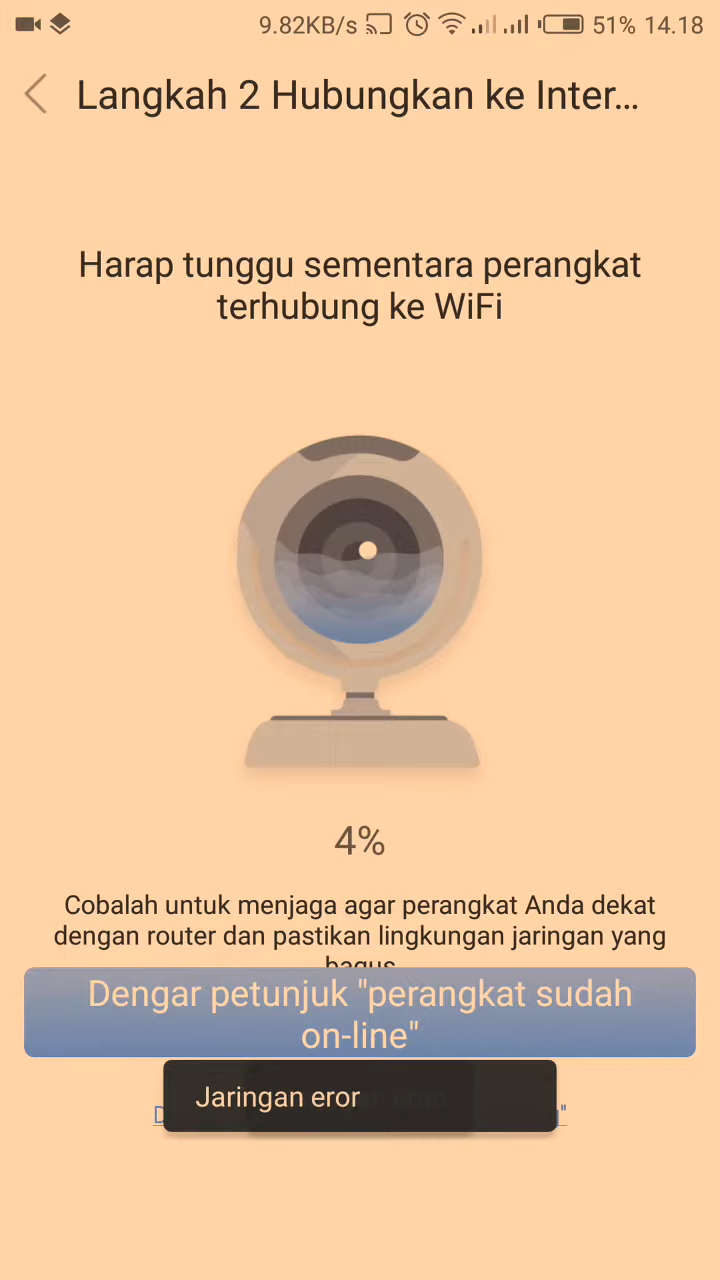 9.82KB/s 51% 14.18
Langkah 2 Hubungkan ke Inter...
Harap tunggu sementara perangkat
terhubung ke WiFi
4%
Cobalah untuk menjaga agar perangkat Anda dekat
dengan router dan pastikan lingkungan jaringan yang
bagus
Dengar petunjuk "perangkat sudah
on-line"
Jaringan eror